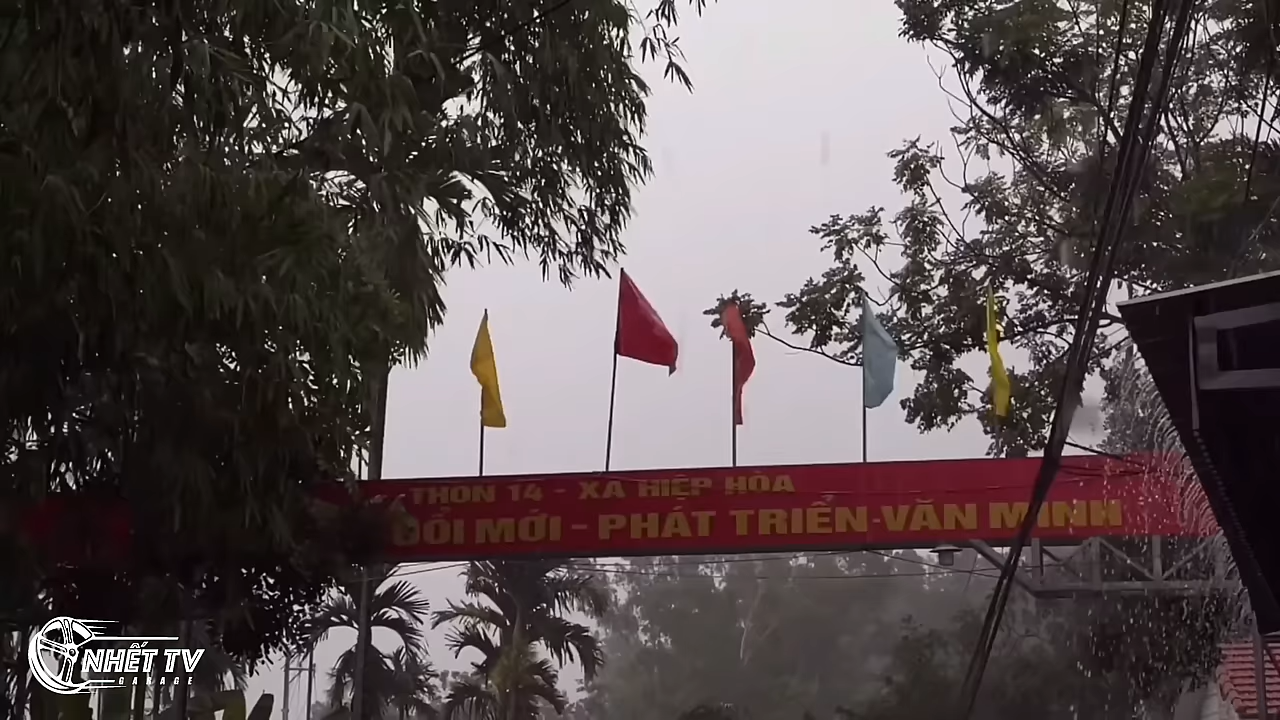 THÔN 14 - XÃ HIỆP HÒA
ĐỔI MỚI - PHÁT TRIỂN-VĂN MINH
NHẾT TV
GARAGE